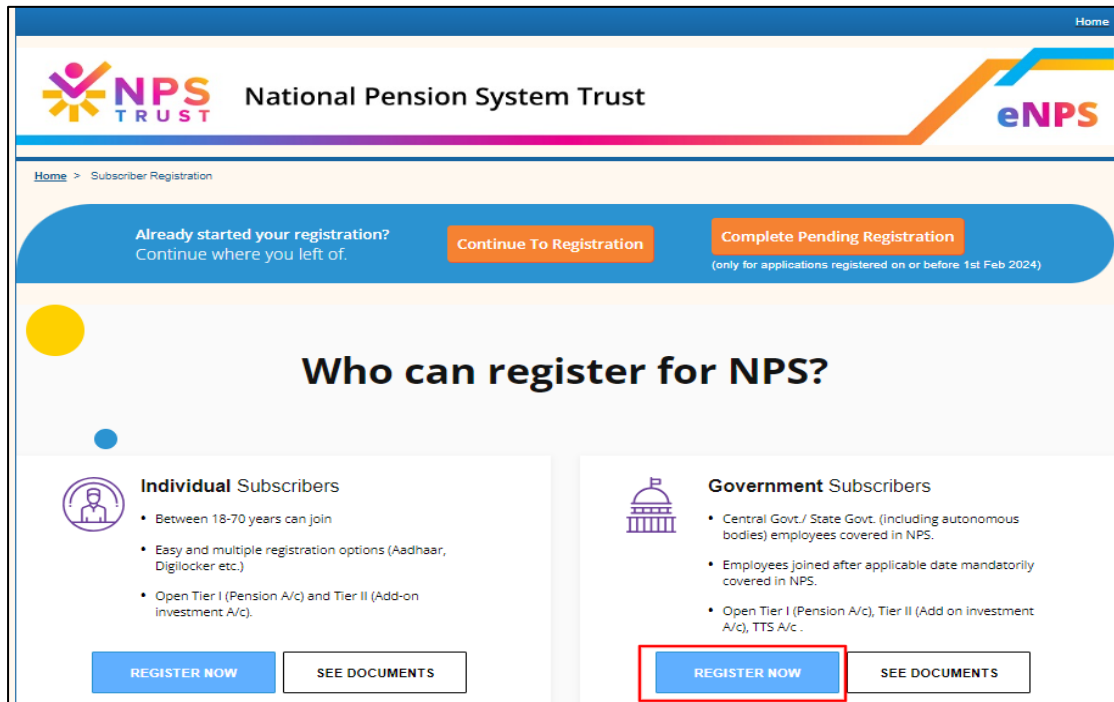 Home
NPS
TRUST
National Pension System Trust
eNPS
Home > Subscriber Registration
Already started your registration?
Continue where you left of.
Continue To Registration
Complete Pending Registration
(only for applications registered on or before 1st Feb 2024)
Who can register for NPS?
Individual Subscribers
• Between 18-70 years can join
• Easy and multiple registration options (Aadhaar,
Digilocker etc.)
• Open Tier I (Pension A/c) and Tier II (Add-on
investment A/c).
REGISTER NOW
SEE DOCUMENTS
Government Subscribers
• Central Govt./ State Govt. (including autonomous
bodies) employees covered in NPS.
• Employees joined after applicable date mandatorily
covered in NPS.
• Open Tier I (Pension A/c), Tier II (Add on investment
A/c), TTS A/c .
REGISTER NOW
SEE DOCUMENTS